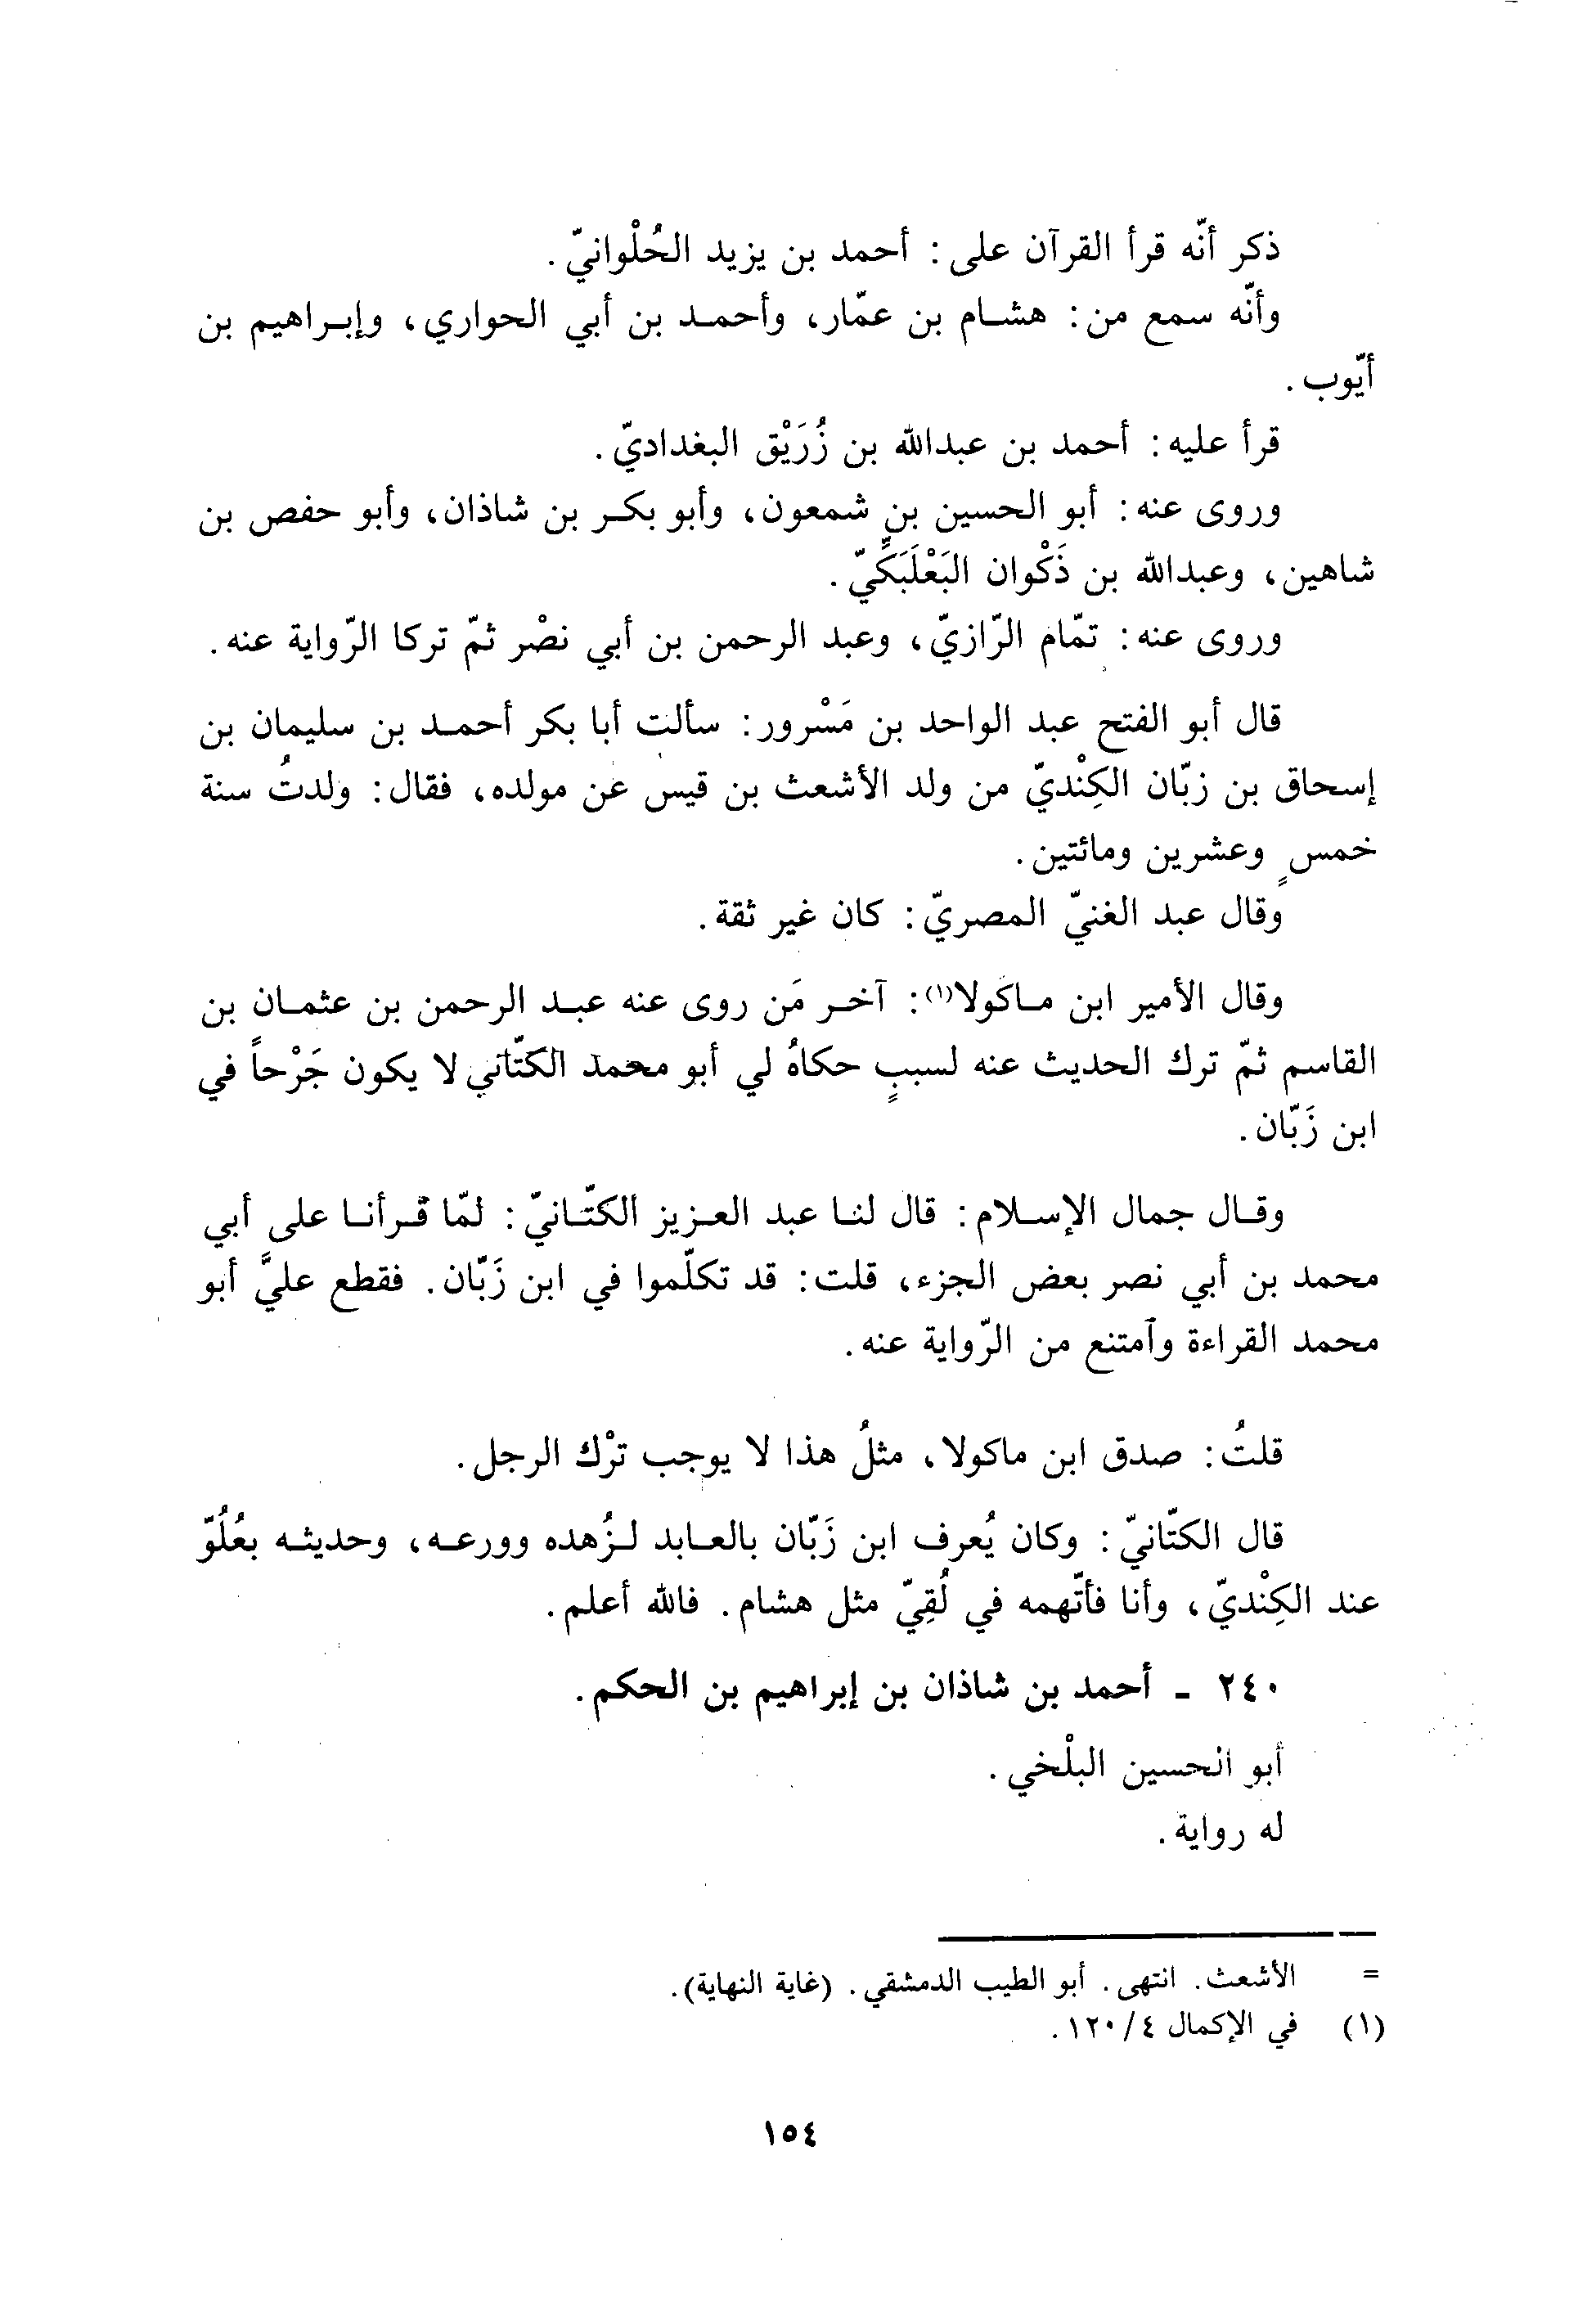 ذكر أنّه قرأ القرآن على: أحمد بن يزيد الحُلْوانيّ.
وأنّه سمع من: هشام بن عمّار، وأحمد بن أبي الحواري، وإبراهيم بن
أيّوب.
قرأ عليه: أحمد بن عبدالله بن زُرَيْق البغداديّ.
وروى عنه: أبو الحسين بن شمعون، وأبو بكر بن شاذان، وأبو حفص بن
شاهين، وعبدالله بن ذَكْوان البَعْلَبَكِّيّ.
وروى عنه: تمّام الرّازيّ، وعبد الرحمن بن أبي نصْر ثمّ تركا الرّواية عنه.
قال أبو الفتح عبد الواحد بن مَسْرور: سألت أبا بكر أحمد بن سليمان بن
إسحاق بن زبّان الكِنْديّ من ولد الأشعث بن قيس عن مولده، فقال: ولدتُ سنة
خمسٍ وعشرين ومائتين.
وقال عبد الغنيّ المصريّ: كان غير ثقة.
وقال الأمير ابن ماكولا(١): آخر مَن روى عنه عبد الرحمن بن عثمان بن
القاسم ثمّ ترك الحديث عنه لسببٍ حكاهُ لي أبو محمد الكتّاني لا يكون جَرْحاً في
ابن زَبّان.
وقال جمال الإسلام: قال لنا عبد العزيز الكتّانيّ: لمّا قرأنا على أبي
محمد بن أبي نصر بعض الجزء، قلت: قد تكلّموا في ابن زَبّان. فقطع عليَّ أبو
محمد القراءة وآمتنع من الرّواية عنه.
قلتُ: صدق ابن ماكولا، مثلُ هذا لا يوجب ترْك الرجل.
قال الكتّانيّ: وكان يُعرف ابن زَبّان بالعابد لزُهده وورعه، وحديثه بعُلُوّ
عند الكِنْديّ، وأنا فأتّهمه في لُقِيّ مثل هشام. فالله أعلم.
٢٤٠ - أحمد بن شاذان بن إبراهيم بن الحكم.
أبو الحسين البلْخي.
له رواية.
= الأشعث. انتهى. أبو الطيب الدمشقي. (غاية النهاية).
(١) في الإكمال ٤/١٢٠.
١٥٤